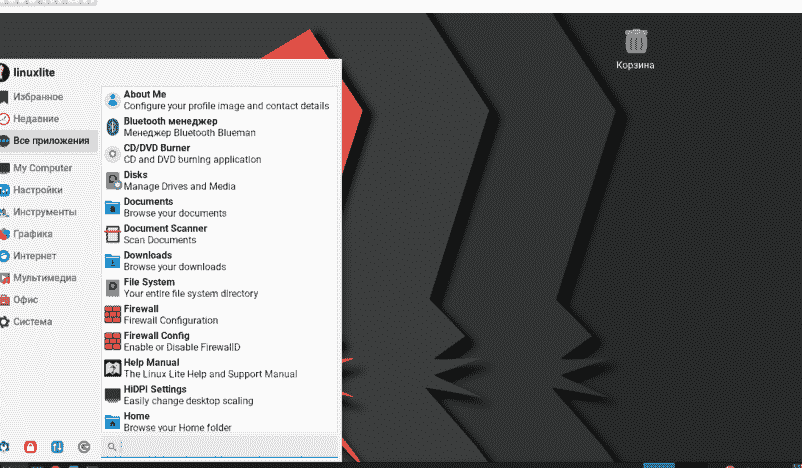 Корзина
linuxlite
Избранное
Недавние
Все приложения
My Computer
Настройки
Инструменты
Графика
Интернет
Мультимедиа
Офис
Система
About Me
Configure your profile image and contact details
Bluetooth менеджер
Менеджер Bluetooth Blueman
CD/DVD Burner
CD and DVD burning application
Disks
Manage Drives and Media
Documents
Browse your documents
Document Scanner
Scan Documents
Downloads
Browse your downloads
File System
Your entire file system directory
Firewall
Firewall Configuration
Firewall Config
Enable or Disable FirewallD
Help Manual
The Linux Lite Help and Support Manual
HiDPI Settings
Easily change desktop scaling
Home
Browse your Home folder